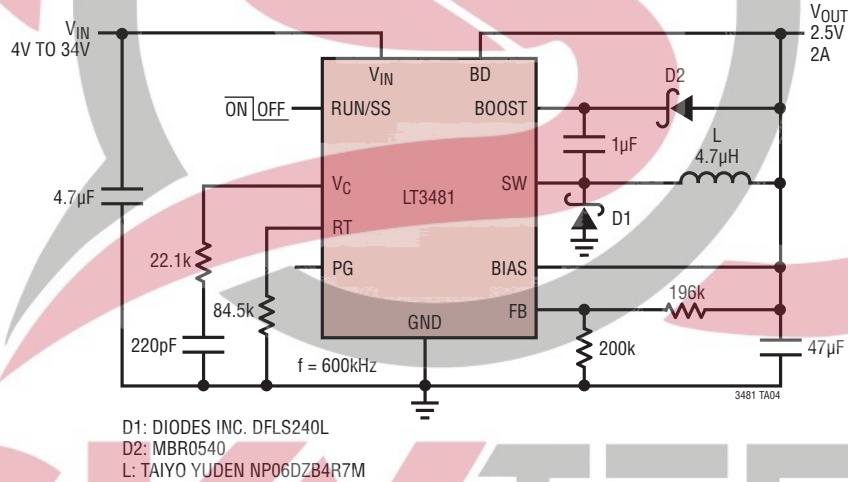 VIN
4V TO 34V
VOUT
2.5V
2A
VIN
BD
ON OFF
RUN/SS
BOOST
D2
1µF
L
4.7µH
VC
SW
4.7µF
LT3481
D1
RT
22.1k
PG
BIAS
84.5k
196k
FB
GND
220pF
200k
47µF
f = 600kHz
3481 TA04
D1: DIODES INC. DFLS240L
D2: MBR0540
L: TAIYO YUDEN NP06DZB4R7M